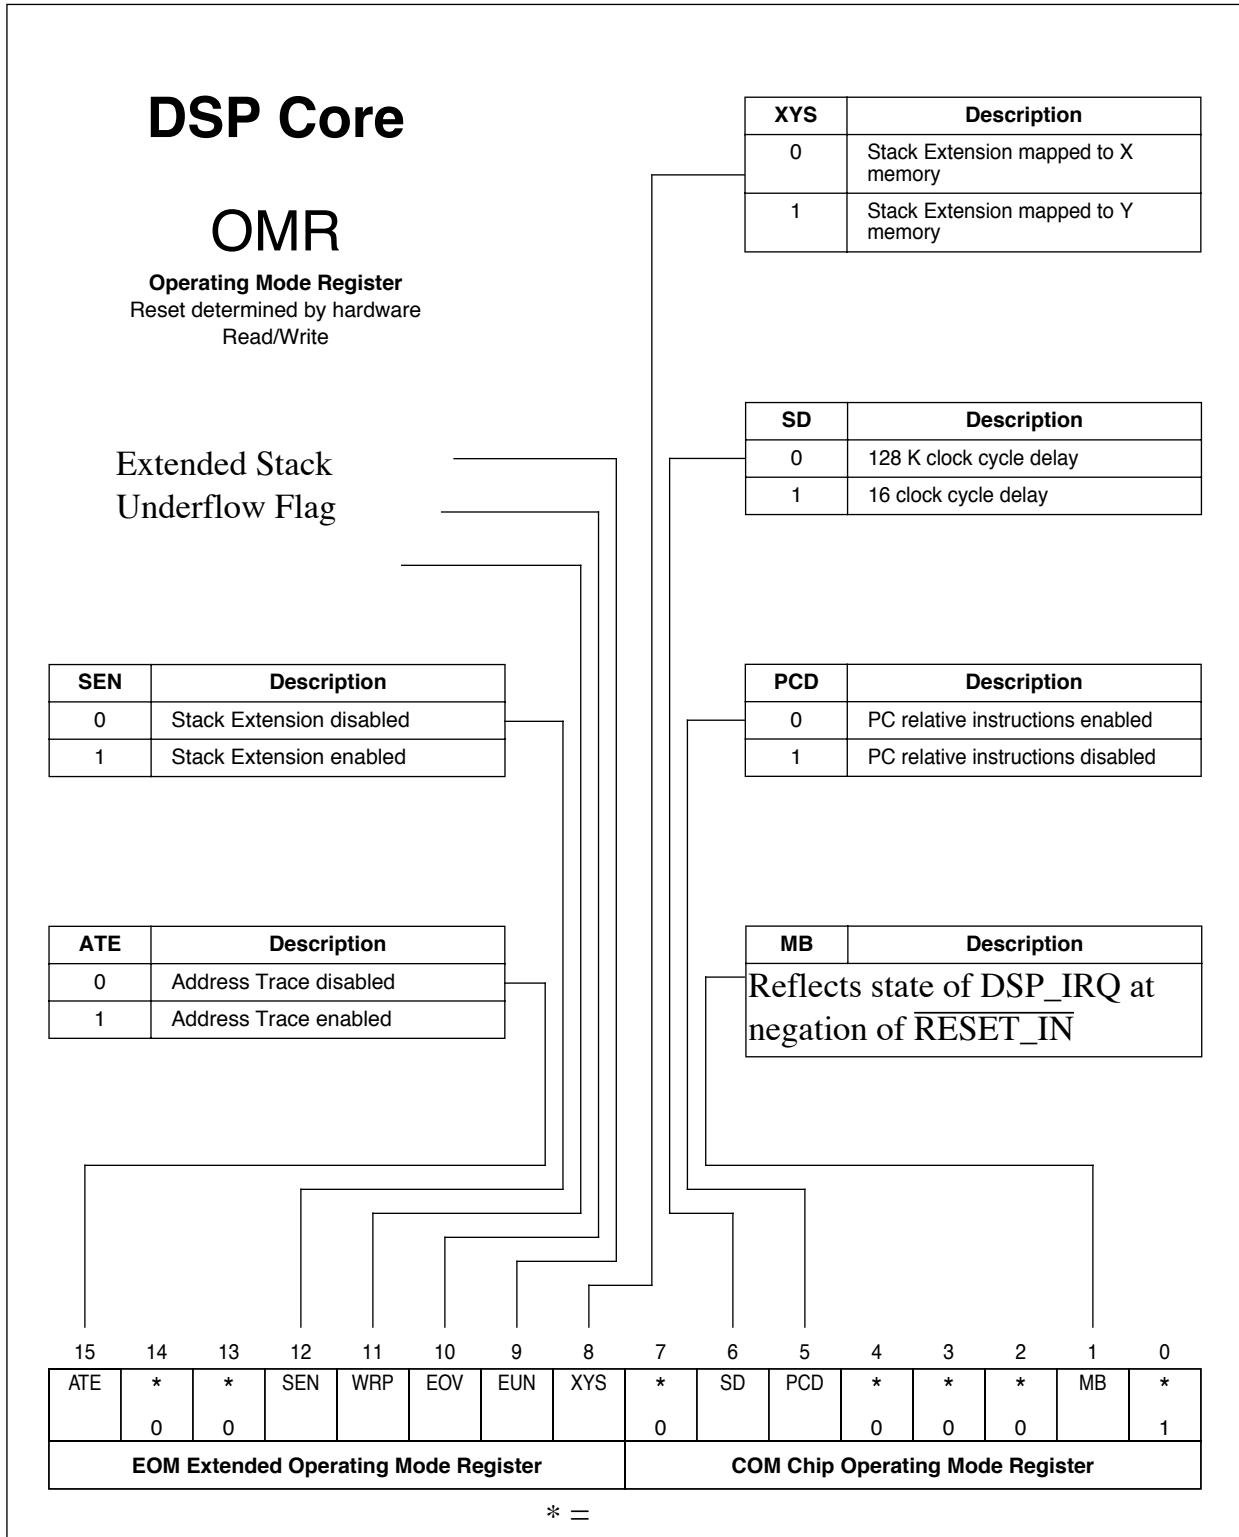 DSP Core
OMR
Operating Mode Register
Reset determined by hardware
Read/Write
XYS Description
0 Stack Extension mapped to X
memory
1 Stack Extension mapped to Y
memory
Extended Stack
Underflow Flag
SD Description
0 128 K clock cycle delay
1 16 clock cycle delay
SEN Description
0 Stack Extension disabled
1 Stack Extension enabled
PCD Description
0 PC relative instructions enabled
1 PC relative instructions disabled
ATE Description
0 Address Trace disabled
1 Address Trace enabled
MB Description
Reflects state of DSP_IRQ at
negation of RESET_IN
15 14 13 12 11 10 9 8 7 6 5 4 3 2 1 0
ATE * * SEN WRP EOV EUN XYS * SD PCD * * * MB *
0 0 0 0 0 0 1
EOM Extended Operating Mode Register COM Chip Operating Mode Register
* =